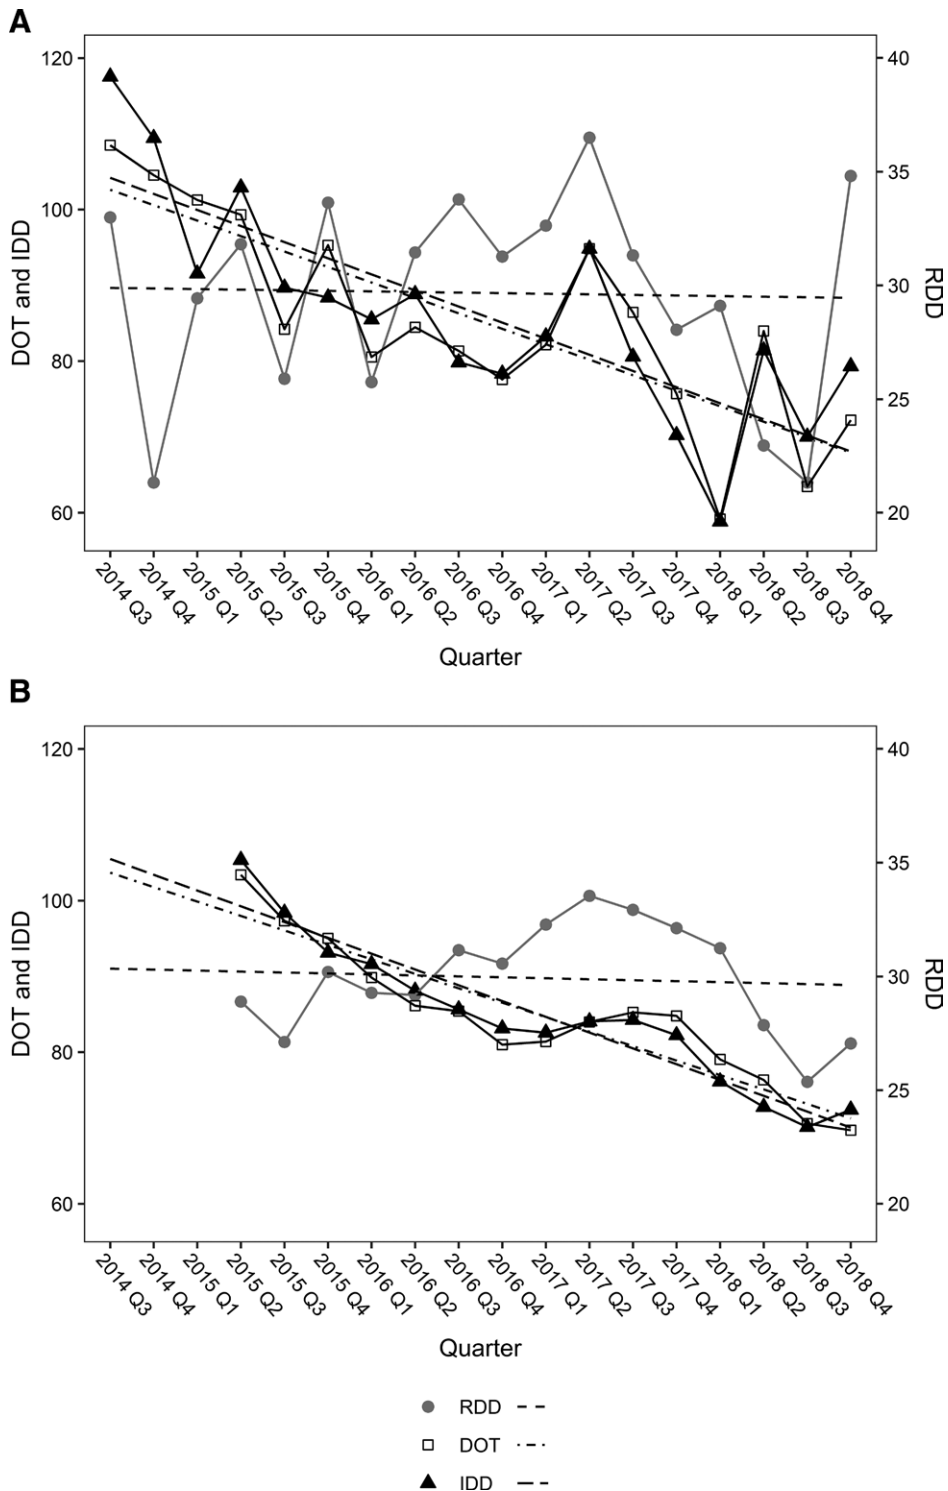 A
120
100
80
60
DOT and IDD
40
35
30
25
20
RDD
2014 Q3
2014 Q4
2015 Q1
2015 Q2
2015 Q3
2015 Q4
2016 Q1
2016 Q2
2016 Q3
2016 Q4
2017 Q1
2017 Q2
2017 Q3
2017 Q4
2018 Q1
2018 Q2
2018 Q3
2018 Q4
Quarter
B
120
100
80
60
DOT and IDD
40
35
30
25
20
RDD
2014 Q3
2014 Q4
2015 Q1
2015 Q2
2015 Q3
2015 Q4
2016 Q1
2016 Q2
2016 Q3
2016 Q4
2017 Q1
2017 Q2
2017 Q3
2017 Q4
2018 Q1
2018 Q2
2018 Q3
2018 Q4
Quarter
RDD
DOT
IDD